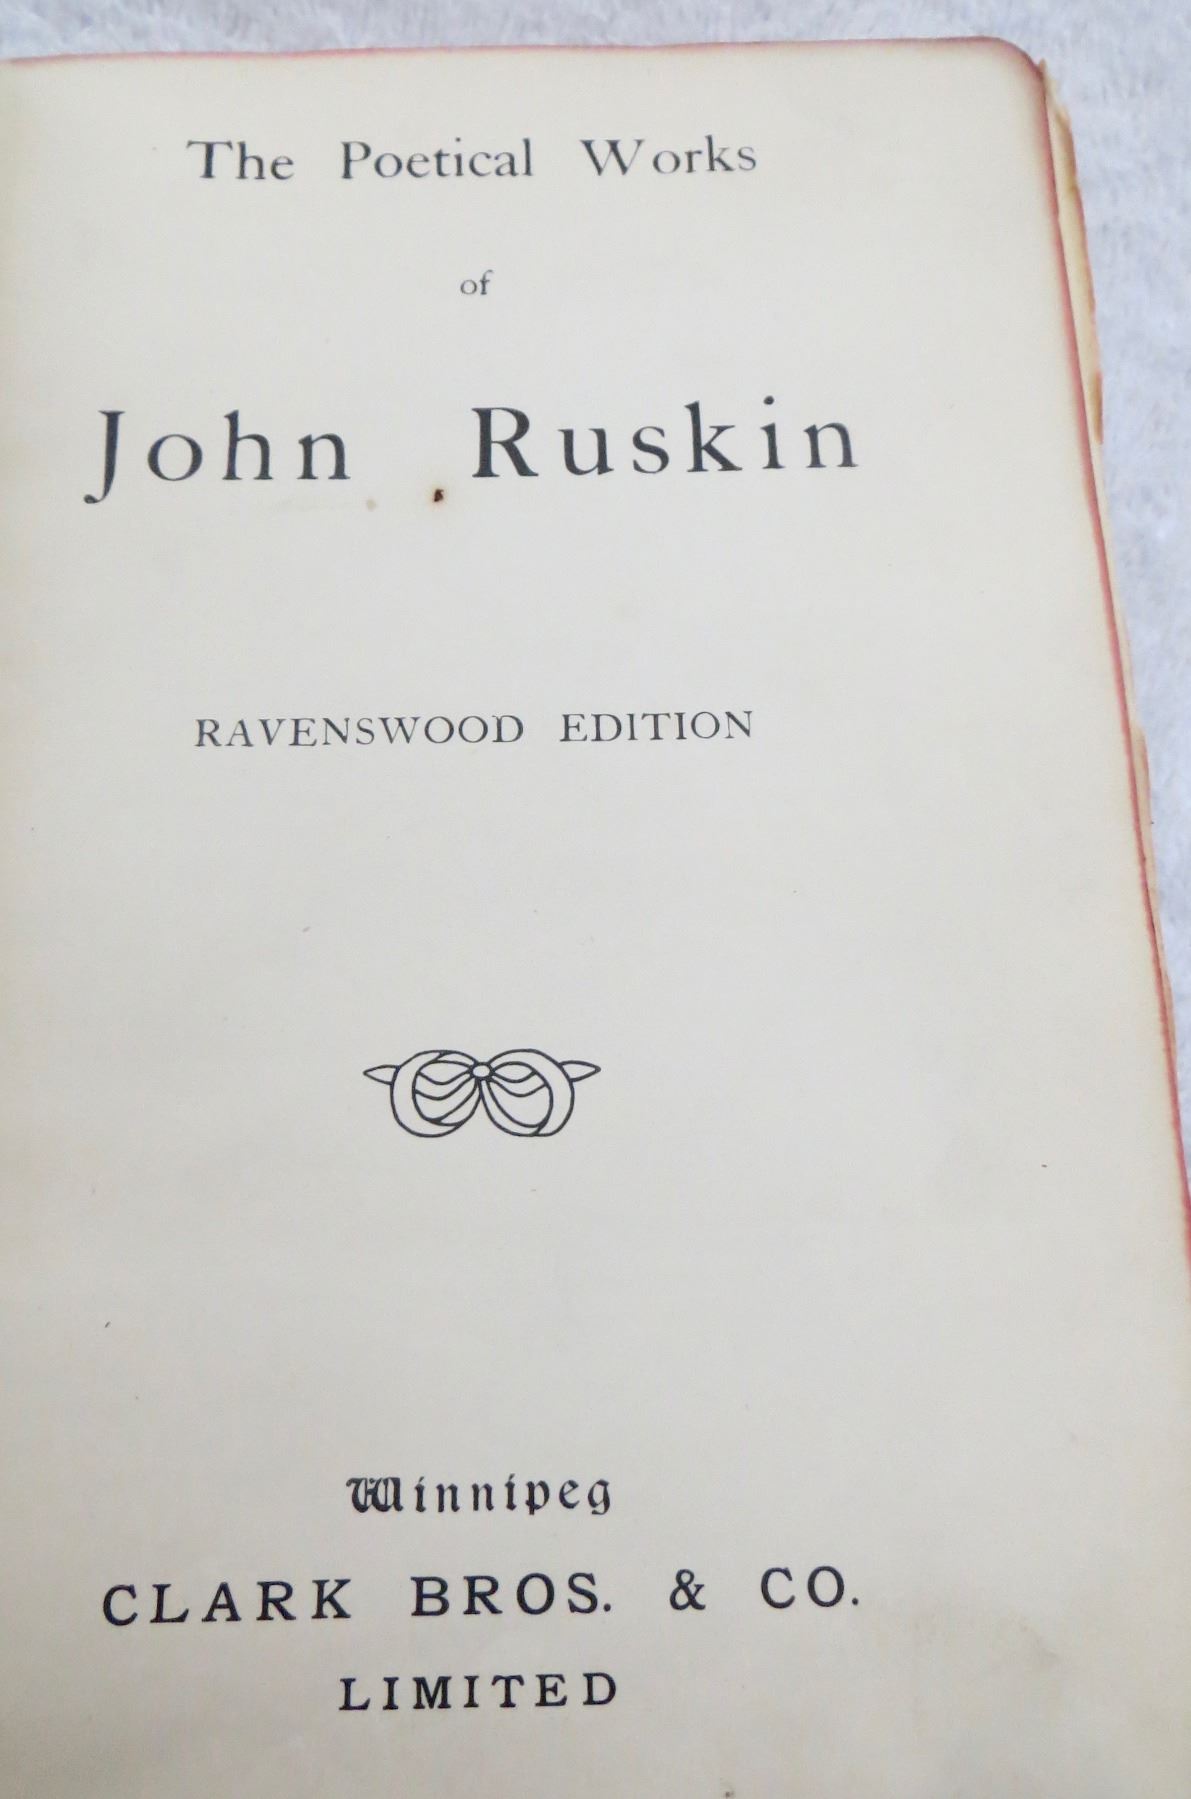 The Poetical Works
of
John Ruskin
RAVENSWOOD EDITION
Winnipeg
CLARK BROS. & CO.
LIMITED